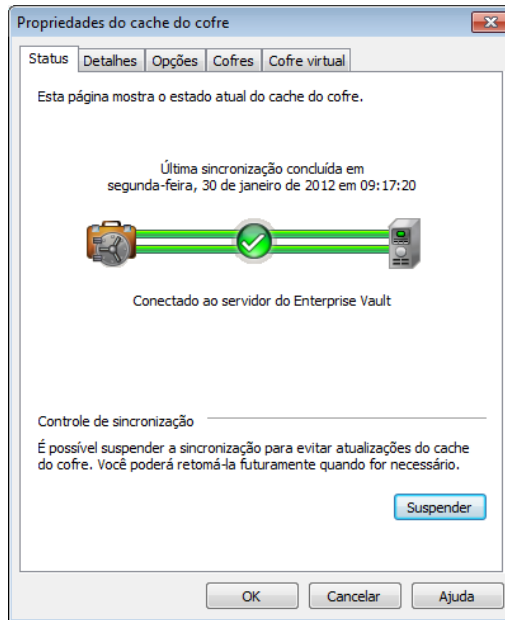 Propriedades do cache do cofre
Status
Detalhes
Opções
Cofres
Cofre virtual
Esta página mostra o estado atual do cache do cofre.
Última sincronização concluída em
segunda-feira, 30 de janeiro de 2012 em 09:17:20
Conectado ao servidor do Enterprise Vault
Controle de sincronização
É possível suspender a sincronização para evitar atualizações do cache
do cofre. Você poderá retomá-la futuramente quando for necessário.
Suspender
OK
Cancelar
Ajuda